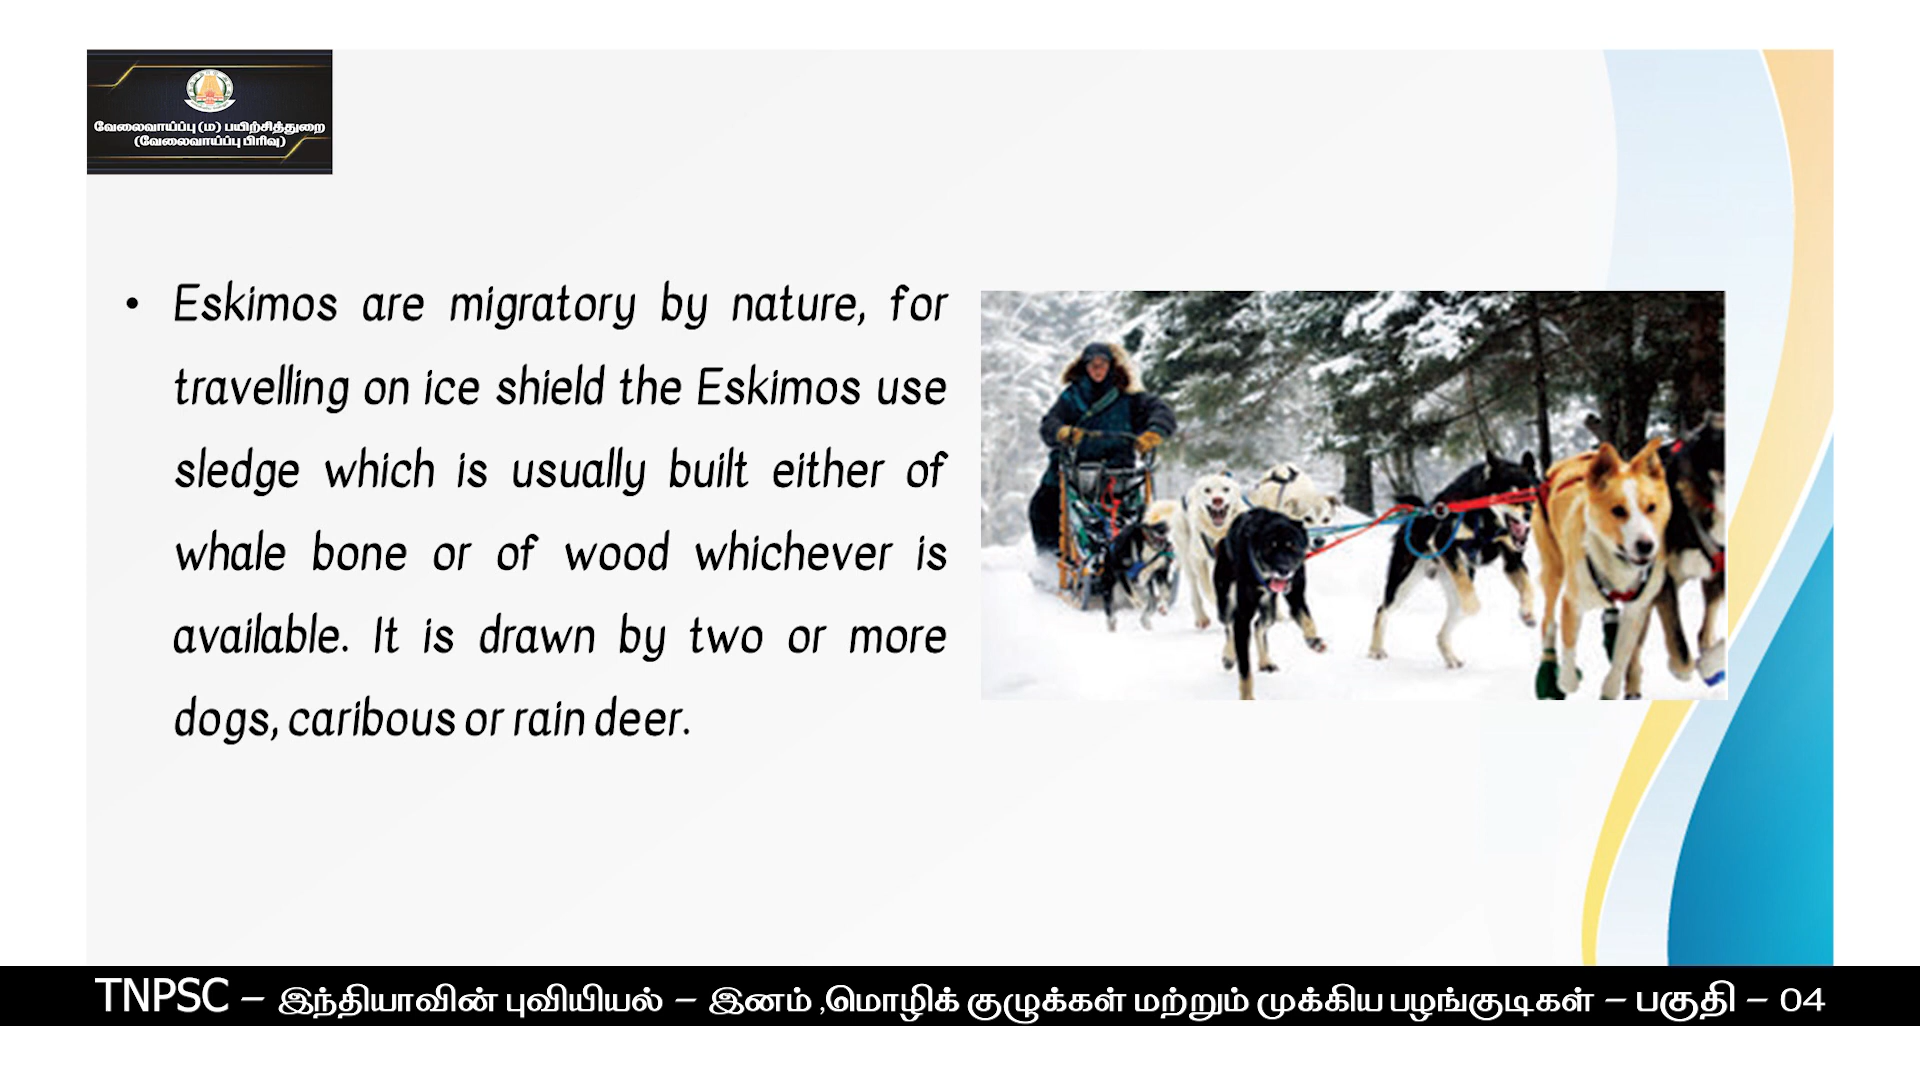 வேலைவாய்ப்பு (ம) பயிற்சித்துறை
(வேலைவாய்ப்பு பிரிவு)
• Eskimos are migratory by nature, for
travelling on ice shield the Eskimos use
sledge which is usually built either of
whale bone or of wood whichever is
available. It is drawn by two or more
dogs, caribous or rain deer.
TNPSC – இந்தியாவின் புவியியல் – இனம் ,மொழிக் குழுக்கள் மற்றும் முக்கிய பழங்குடிகள் – பகுதி – 04